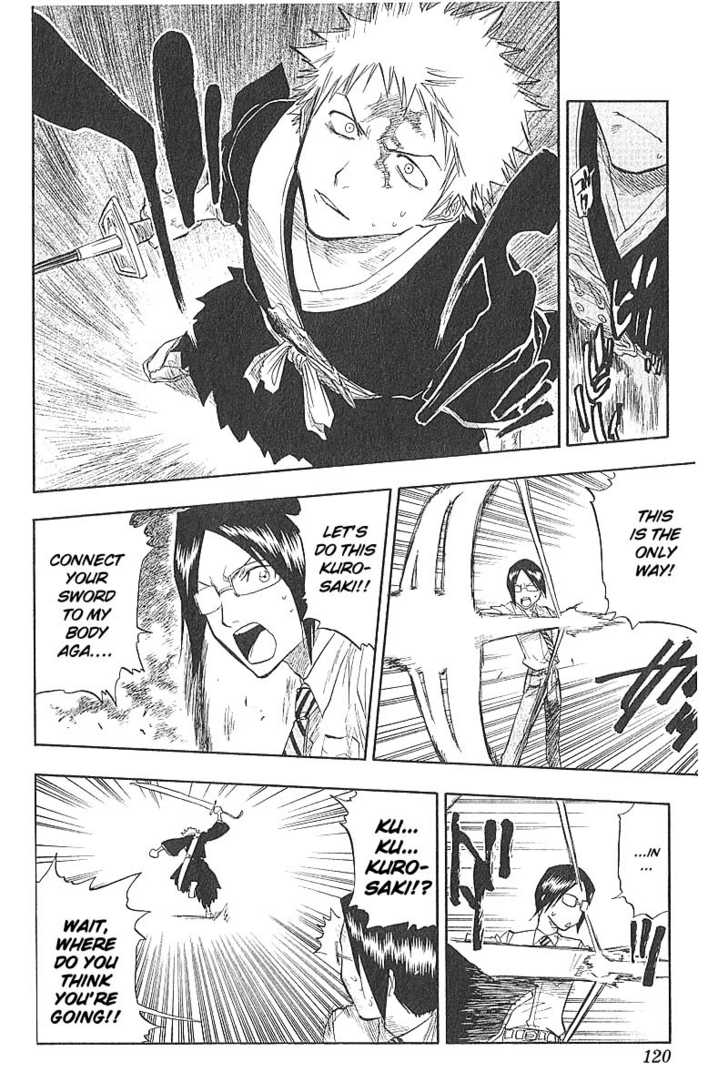 THIS
IS THE
ONLY
WAY!
LET'S
DO THIS
KURO-
SAKI!!
CONNECT
YOUR
SWORD
TO MY
BODY
AGA....
...IN
...
KU...
KU...
KURO-
SAKI!?
WAIT,
WHERE
DO YOU
THINK
YOU'RE
GOING!!
120